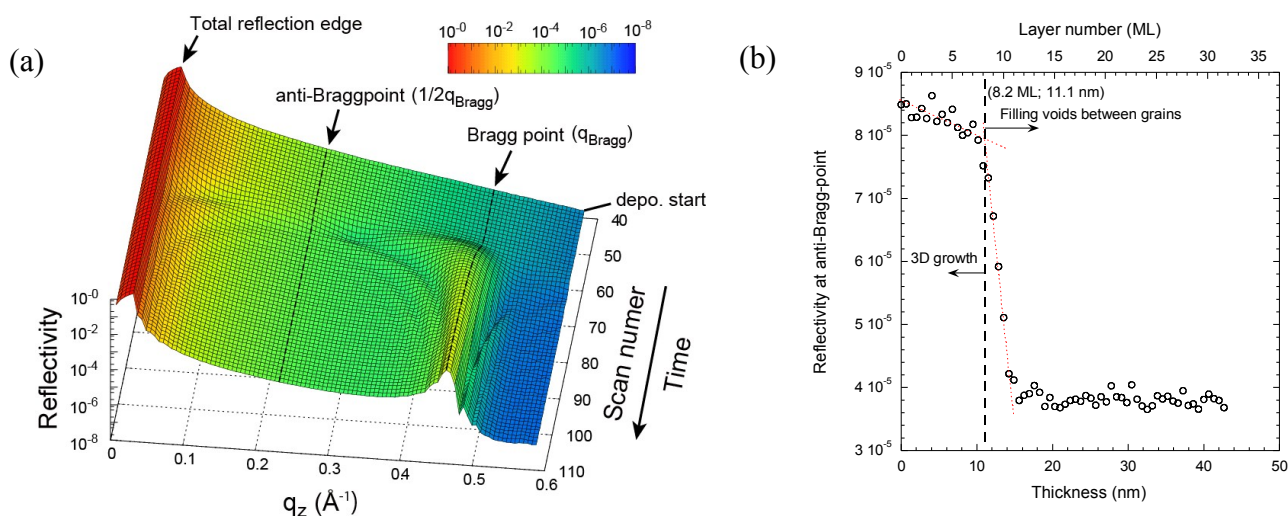 (a)
Total reflection edge
10⁻⁰ 10⁻² 10⁻⁴ 10⁻⁶ 10⁻⁸
anti-Braggpoint (1/2q_Bragg)
Bragg point (q_Bragg)
depo. start
40
50
60
70
80
90
100
110
Scan numer
Time
Reflectivity
10⁻⁰
10⁻²
10⁻⁴
10⁻⁶
10⁻⁸
0 0.1 0.2 0.3 0.4 0.5 0.6
q_z (Å⁻¹)
(b)
Layer number (ML)
0 5 10 15 20 25 30 35
(8.2 ML; 11.1 nm)
Filling voids between grains
3D growth
Reflectivity at anti-Bragg-point
9 10⁻⁵
8 10⁻⁵
7 10⁻⁵
6 10⁻⁵
5 10⁻⁵
4 10⁻⁵
3 10⁻⁵
0 10 20 30 40 50
Thickness (nm)